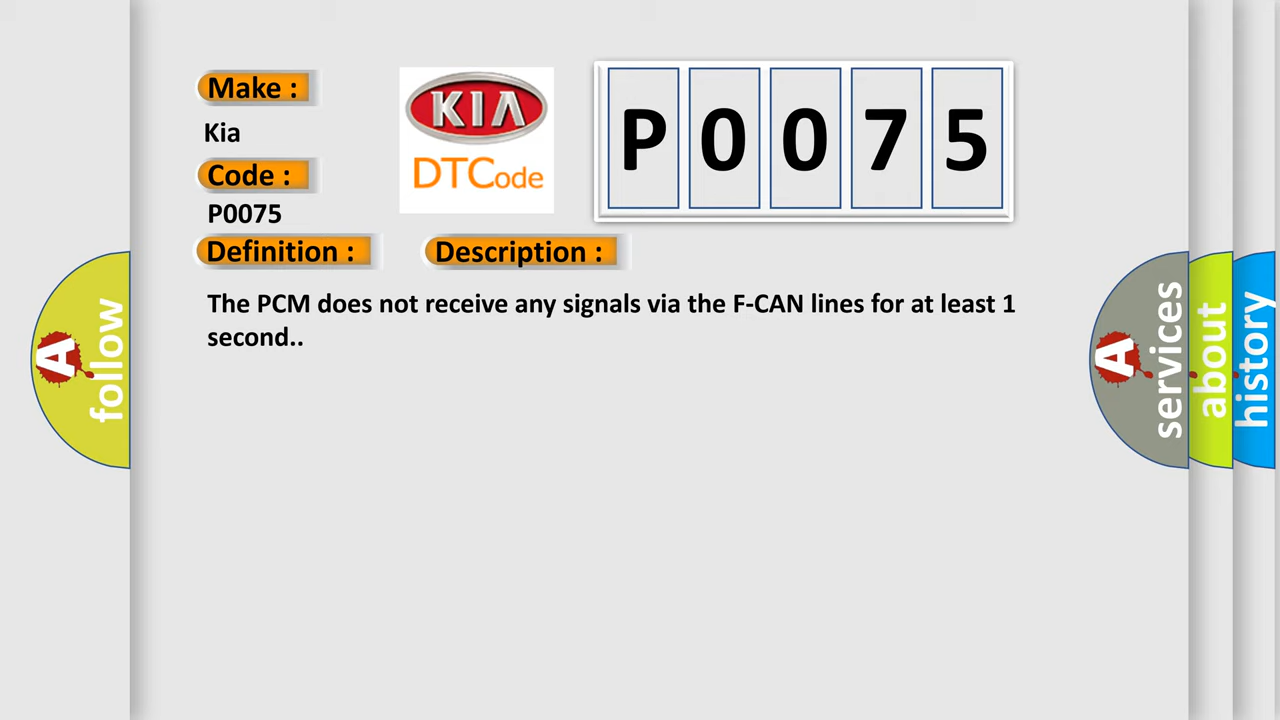 Make :
Kia
Code :
P0075
KIA
DTCode
P0075
Definition :
Description :
The PCM does not receive any signals via the F-CAN lines for at least 1
second..
A
follow
A
services
about
history